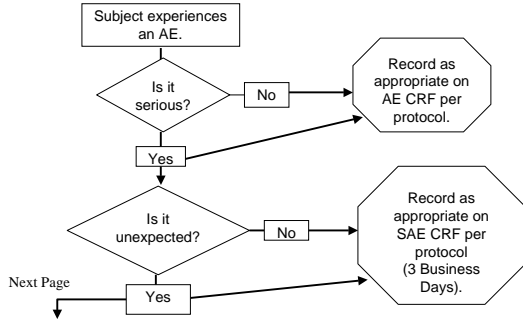 Subject experiences
an AE.
Is it
serious?
No
Record as
appropriate on
AE CRF per
protocol.
Yes
Is it
unexpected?
No
Record as
appropriate on
SAE CRF per
protocol
(3 Business
Days).
Next Page
Yes